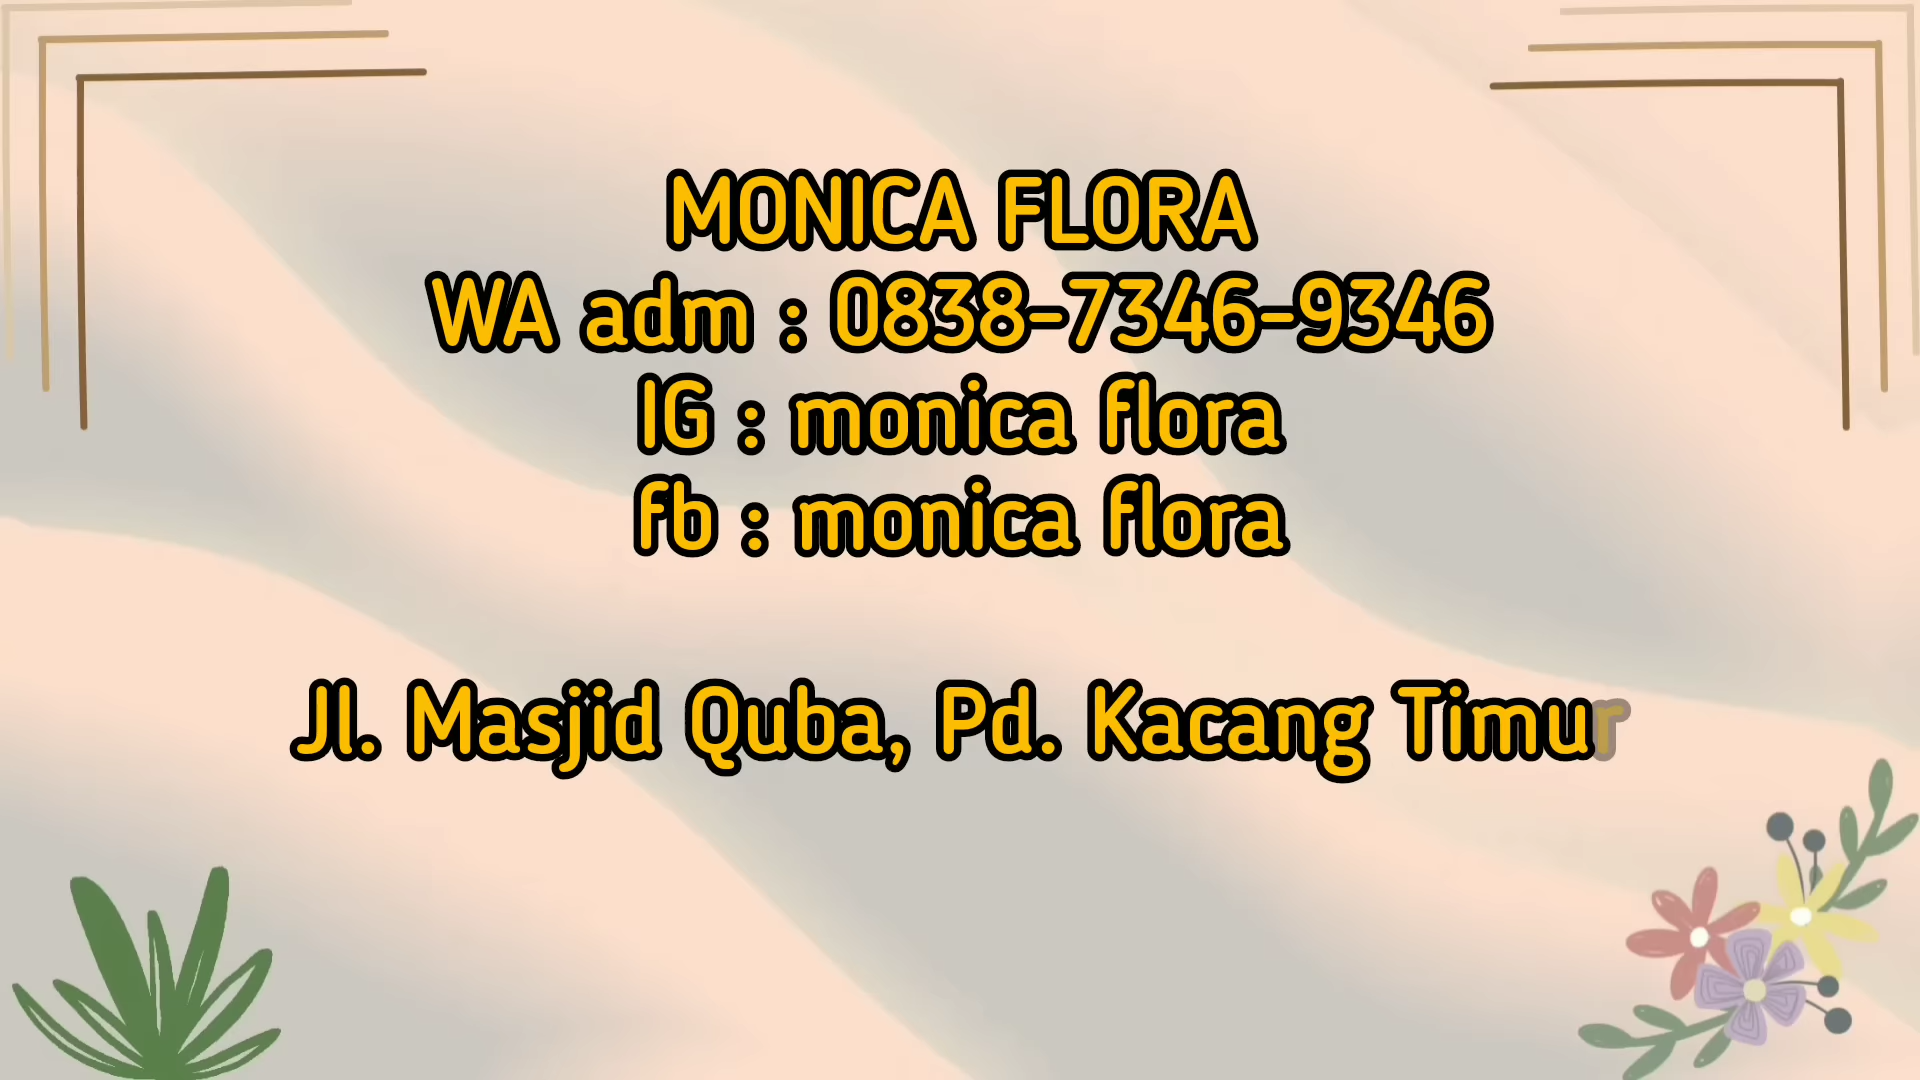 MONICA FLORA
WA adm : 0838-7346-9346
IG : monica flora
fb : monica flora
Jl. Masjid Quba, Pd. Kacang Timur